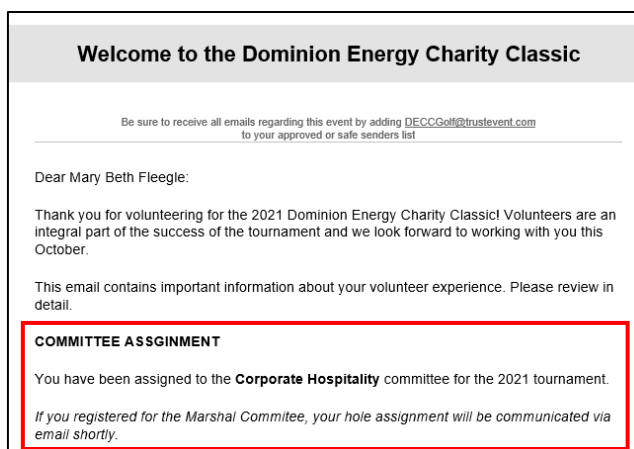 Welcome to the Dominion Energy Charity Classic
Be sure to receive all emails regarding this event by adding DECCGolf@trustevent.com
to your approved or safe senders list
Dear Mary Beth Fleegle:
Thank you for volunteering for the 2021 Dominion Energy Charity Classic! Volunteers are an
integral part of the success of the tournament and we look forward to working with you this
October.
This email contains important information about your volunteer experience. Please review in
detail.
COMMITTEE ASSGINMENT
You have been assigned to the Corporate Hospitality committee for the 2021 tournament.
If you registered for the Marshal Commitee, your hole assignment will be communicated via
email shortly.